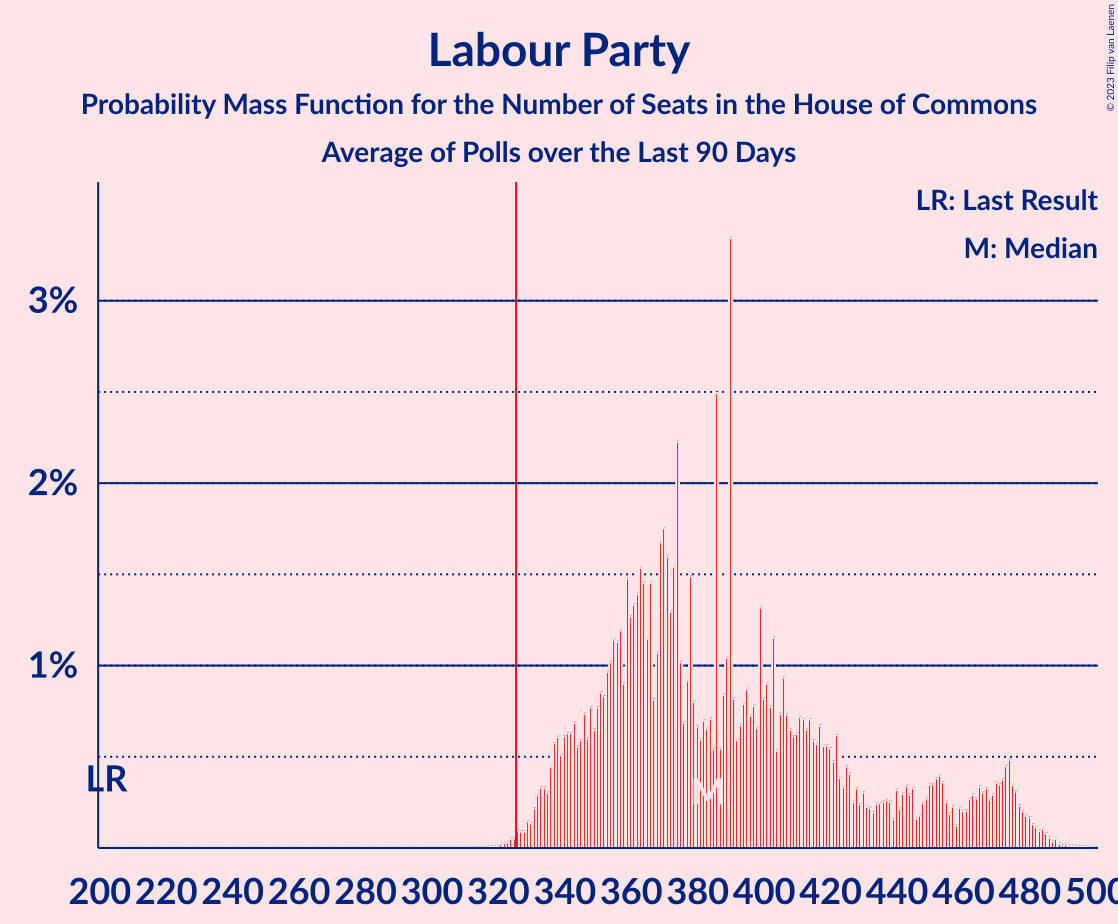 Labour Party
Probability Mass Function for the Number of Seats in the House of Commons
Average of Polls over the Last 90 Days
© 2023 Filip van Laenen
LR: Last Result
M: Median
3%
2%
1%
LR
M
200 220 240 260 280 300 320 340 360 380 400 420 440 460 480 500